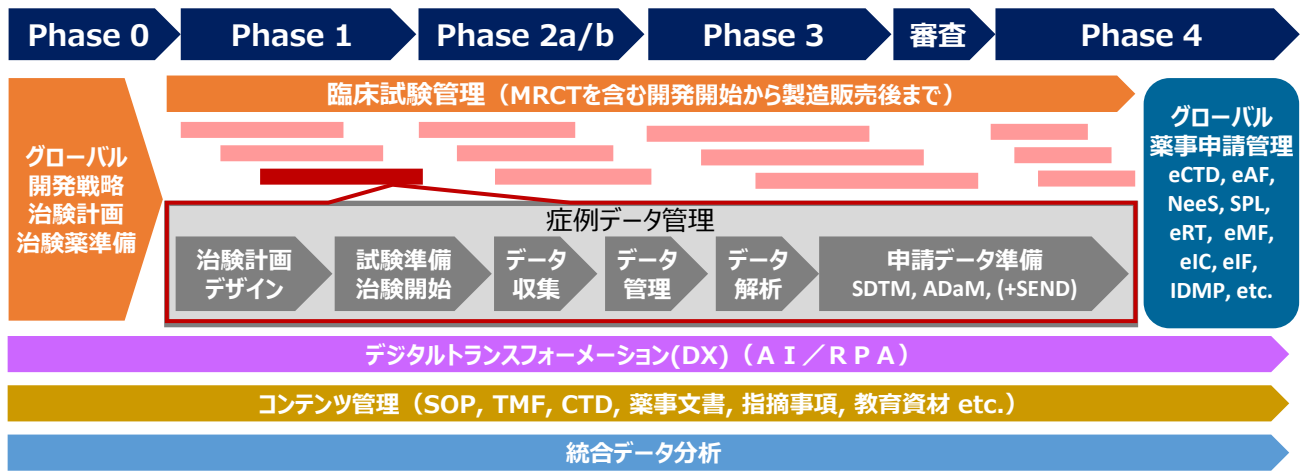 Phase 0
Phase 1
Phase 2a/b
Phase 3
審査
Phase 4
グローバル
開発戦略
治験計画
治験薬準備
臨床試験管理（MRCTを含む開発開始から製造販売後まで）
症例データ管理
治験計画
デザイン
試験準備
治験開始
データ
収集
データ
管理
データ
解析
申請データ準備
SDTM, ADaM, (+SEND)
グローバル
薬事申請管理
eCTD, eAF,
NeeS, SPL,
eRT, eMF,
eIC, eIF,
IDMP, etc.
デジタルトランスフォーメーション(DX)（ＡＩ／ＲＰＡ）
コンテンツ管理（SOP, TMF, CTD, 薬事文書, 指摘事項, 教育資材 etc.）
統合データ分析